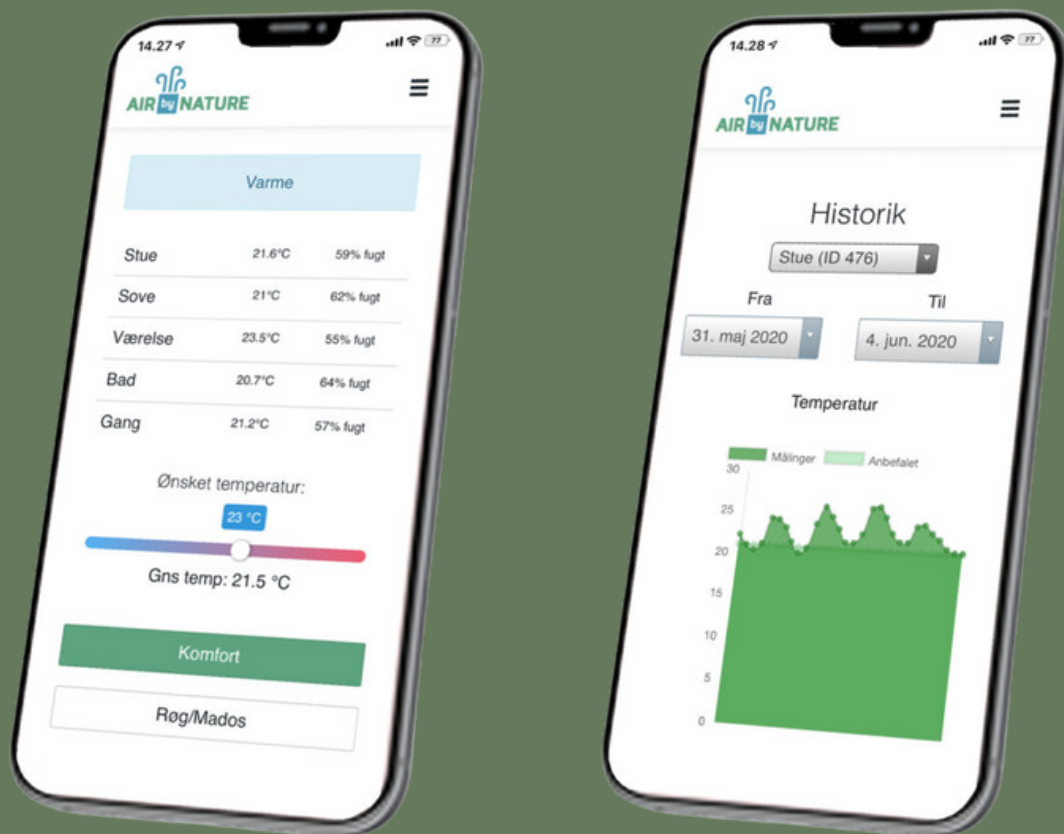 14.27
77
AIR by NATURE
Varme
Stue 21.6°C 59% fugt
Sove 21°C 62% fugt
Værelse 23.5°C 55% fugt
Bad 20.7°C 64% fugt
Gang 21.2°C 57% fugt
Ønsket temperatur:
23 °C
Gns temp: 21.5 °C
Komfort
Røg/Mados
14.28
77
AIR by NATURE
Historik
Stue (ID 476)
Fra Til
31. maj 2020 4. jun. 2020
Temperatur
Målinger Anbefalet
30
25
20
15
10
5
0